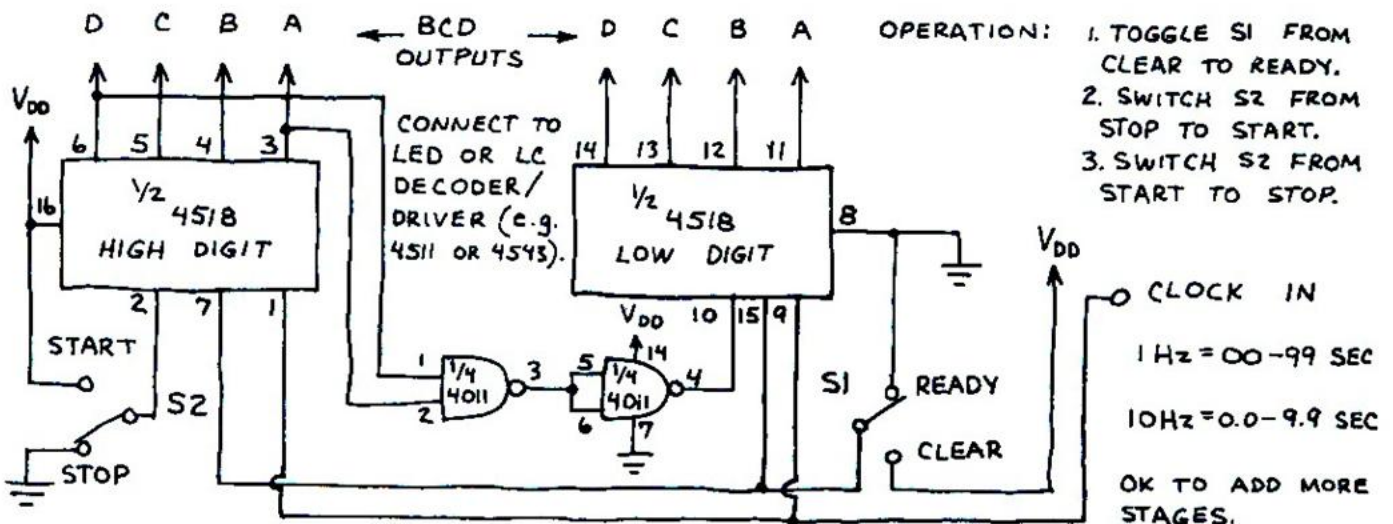 D C B A
← BCD →
OUTPUTS
D C B A
OPERATION: 1. TOGGLE S1 FROM
CLEAR TO READY.
2. SWITCH S2 FROM
STOP TO START.
3. SWITCH S2 FROM
START TO STOP.
VDD
6 5 4 3
16
1/2
4518
HIGH DIGIT
2 7 1
CONNECT TO
LED OR LC
DECODER/
DRIVER (e.g.
4511 OR 4543).
14 13 12 11
1/2
4518
LOW DIGIT
8
10 15 9
VDD
START
S2
STOP
1
2
1/4
4011
3
VDD
14
5
6
1/4
4011
4
7
S1
READY
CLEAR
CLOCK IN
1 Hz = 00-99 SEC
10Hz = 0.0-9.9 SEC
OK TO ADD MORE
STAGES.